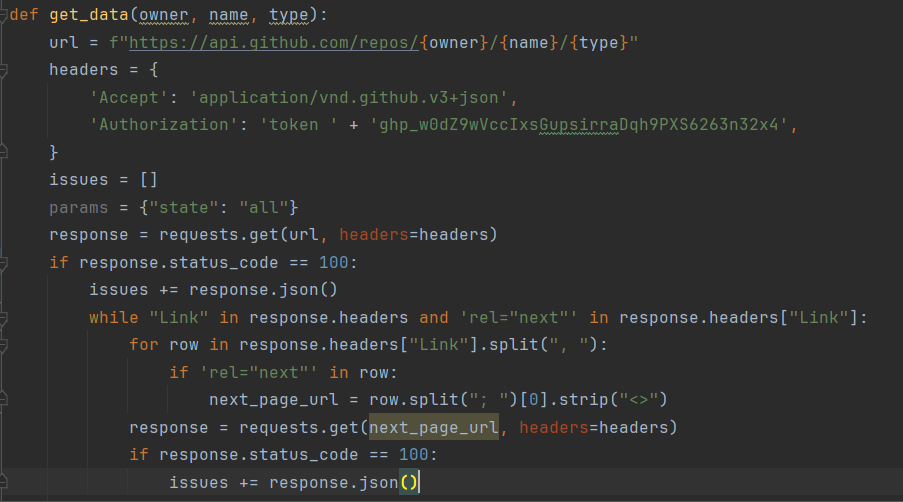 def get_data(owner, name, type):
    url = f"https://api.github.com/repos/{owner}/{name}/{type}"
    headers = {
        'Accept': 'application/vnd.github.v3+json',
        'Authorization': 'token ' + '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',
    }
    issues = []
    params = {"state": "all"}
    response = requests.get(url, headers=headers)
    if response.status_code == 100:
        issues += response.json()
        while "Link" in response.headers and 'rel="next"' in response.headers["Link"]:
            for row in response.headers["Link"].split(", "):
                if 'rel="next"' in row:
                    next_page_url = row.split("; ")[0].strip("<>")
            response = requests.get(next_page_url, headers=headers)
            if response.status_code == 100:
                issues += response.json()